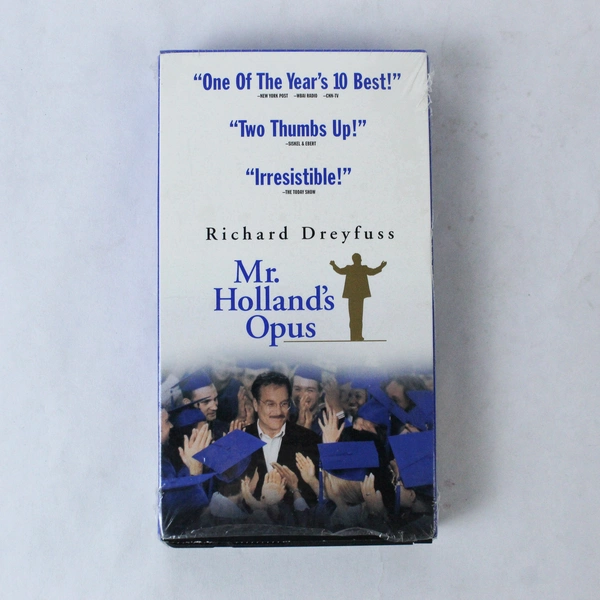 “One Of The Year’s 10 Best!”
–NEW YORK POST –WBAI RADIO –CNN-TV
“Two Thumbs Up!”
–SISKEL & EBERT
“Irresistible!”
–THE TODAY SHOW
Richard Dreyfuss
Mr.
Holland’s
Opus